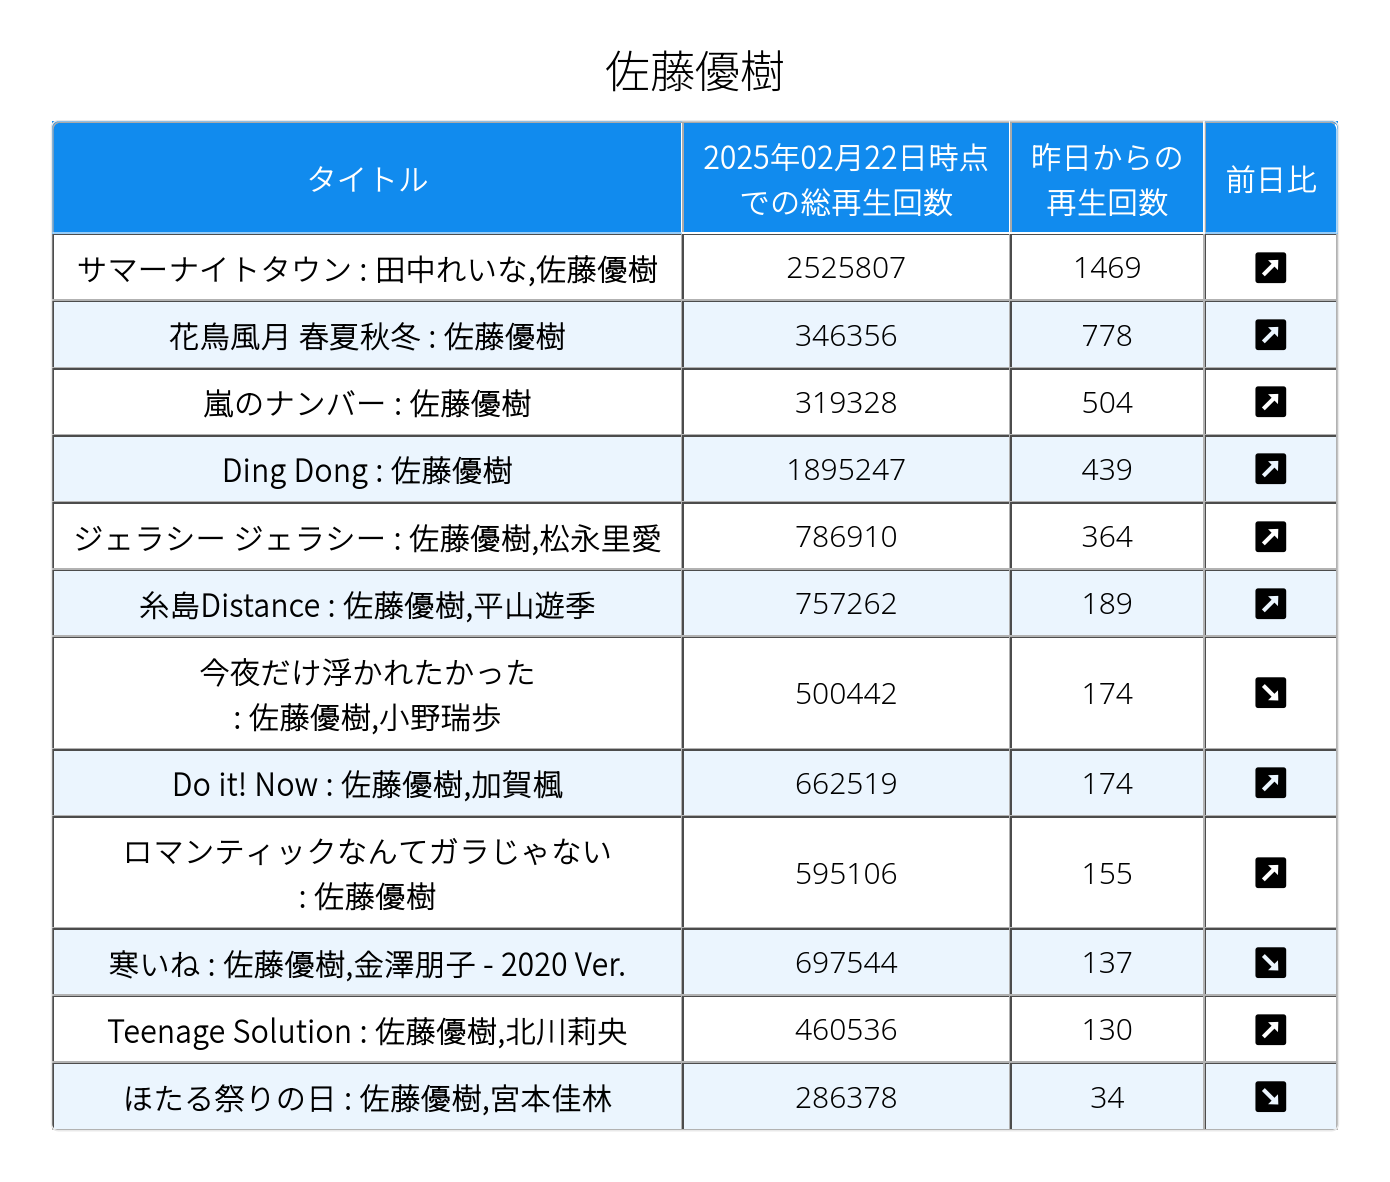 佐藤優樹
タイトル
2025年02月22日時点
での総再生回数
昨日からの
再生回数
前日比
サマーナイトタウン : 田中れいな,佐藤優樹 2525807 1469
花鳥風月 春夏秋冬 : 佐藤優樹 346356 778
嵐のナンバー : 佐藤優樹 319328 504
Ding Dong : 佐藤優樹 1895247 439
ジェラシー ジェラシー : 佐藤優樹,松永里愛 786910 364
糸島Distance : 佐藤優樹,平山遊季 757262 189
今夜だけ浮かれたかった
: 佐藤優樹,小野瑞歩 500442 174
Do it! Now : 佐藤優樹,加賀楓 662519 174
ロマンティックなんてガラじゃない
: 佐藤優樹 595106 155
寒いね : 佐藤優樹,金澤朋子 - 2020 Ver. 697544 137
Teenage Solution : 佐藤優樹,北川莉央 460536 130
ほたる祭りの日 : 佐藤優樹,宮本佳林 286378 34